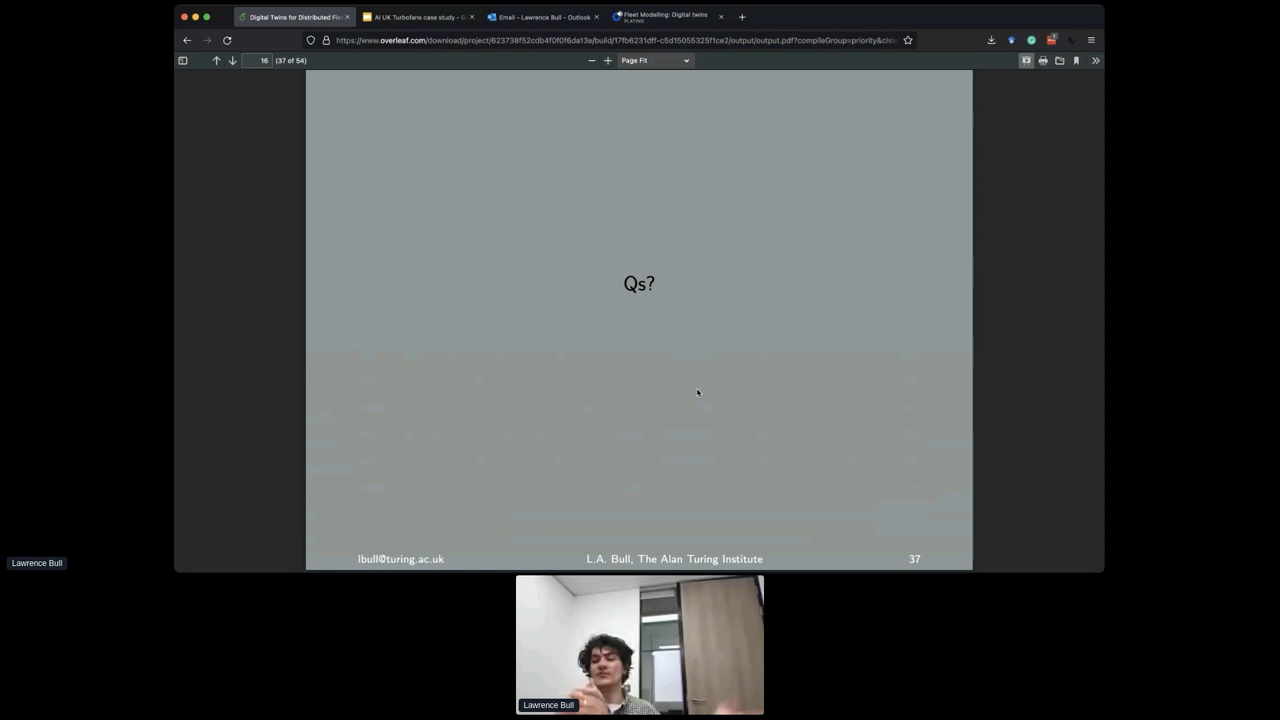 Digital Twins for Distributed Fle
AI UK Turbofans case study - G
Email - Lawrence Bull - Outlook
Fleet Modelling: Digital twins
PLAYING
https://www.overleaf.com/download/project/623738f52cdb4f0f0f6da13e/build/17fb6231dff-c5d15055325f1ce2/output/output.pdf?compileGroup=priority&clsi
16 (37 of 54)
Page Fit
Qs?
lbull@turing.ac.uk
L.A. Bull, The Alan Turing Institute
37
Lawrence Bull
Lawrence Bull